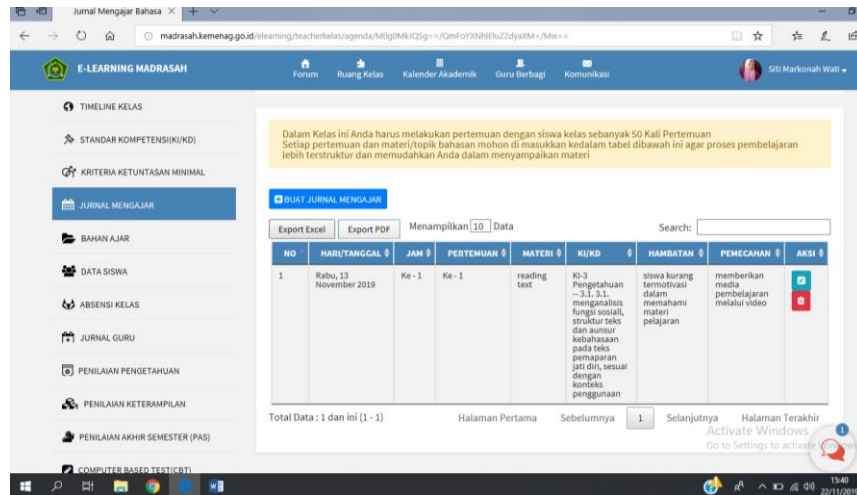 Jurnal Mengajar Bahasa
madrasah.kemenag.go.id/elearning/teacherkelas/agenda/
E-LEARNING MADRASAH
Forum
Ruang Kelas
Kalender Akademik
Guru Berbagi
Komunikasi
Siti Markonah Wati
TIMELINE KELAS
STANDAR KOMPETENSI(KI/KD)
KRITERIA KETUNTASAN MINIMAL
JURNAL MENGAJAR
BAHAN AJAR
DATA SISWA
ABSENSI KELAS
JURNAL GURU
PENILAIAN PENGETAHUAN
PENILAIAN KETERAMPILAN
PENILAIAN AKHIR SEMESTER (PAS)
COMPUTER BASED TEST(CBT)
Dalam Kelas ini Anda harus melakukan pertemuan dengan siswa kelas sebanyak 50 Kali Pertemuan
Setiap pertemuan dan materi/topik bahasan mohon di masukkan kedalam tabel dibawah ini agar proses pembelajaran
lebih terstruktur dan memudahkan Anda dalam menyampaikan materi
BUAT JURNAL MENGAJAR
Export Excel
Export PDF
Menampilkan 10 Data
Search:
NO
HARI/TANGGAL
JAM
PERTEMUAN
MATERI
KI/KD
HAMBATAN
PEMECAHAN
AKSI
1
Rabu, 13
November 2019
Ke - 1
Ke - 1
reading
text
KI-3
Pengetahuan
-- 3.1. 3.1.
menganalisis
fungsi sosiall,
struktur teks
dan aunsur
kebahasaan
pada teks
pemaparan
jati diri, sesuai
dengan
konteks
penggunaan
siswa kurang
termotivasi
dalam
memahami
materi
pelajaran
memberikan
media
pembelajaran
melalui video
Total Data : 1 dan ini (1 - 1)
Halaman Pertama
Sebelumnya
1
Selanjutnya
Halaman Terakhir
Activate Windows
Go to Settings to activate
1
15:40
22/11/2019